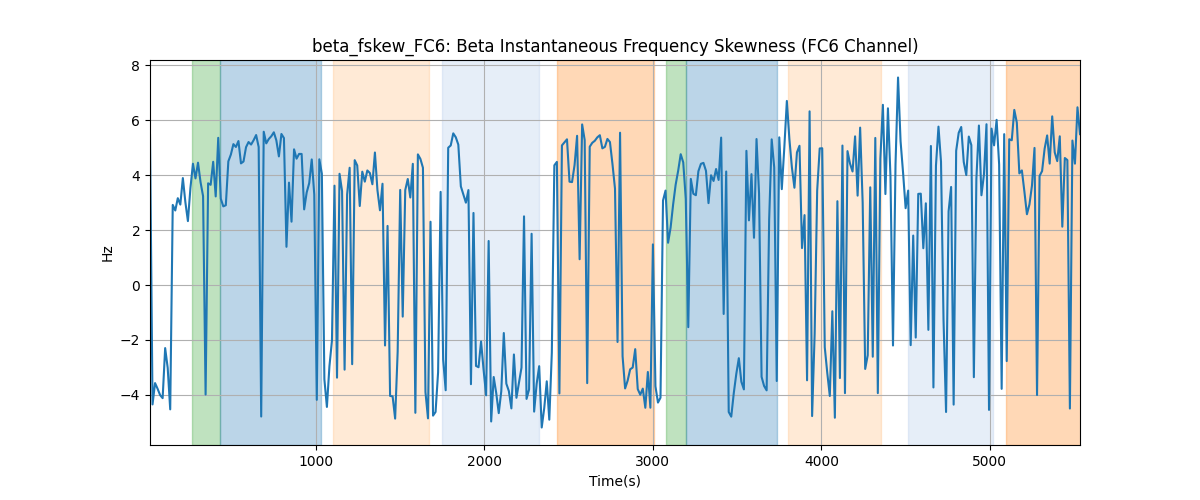 beta_fskew_FC6: Beta Instantaneous Frequency Skewness (FC6 Channel)
8
6
4
2
0
−2
−4
Hz
1000 2000 3000 4000 5000
Time(s)